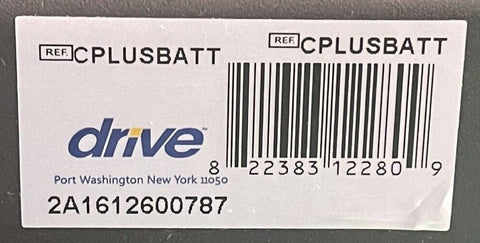 REF CPLUSBATT
REF CPLUSBATT
drive
8 22383 12280 9
Port Washington New York 11050
2A1612600787